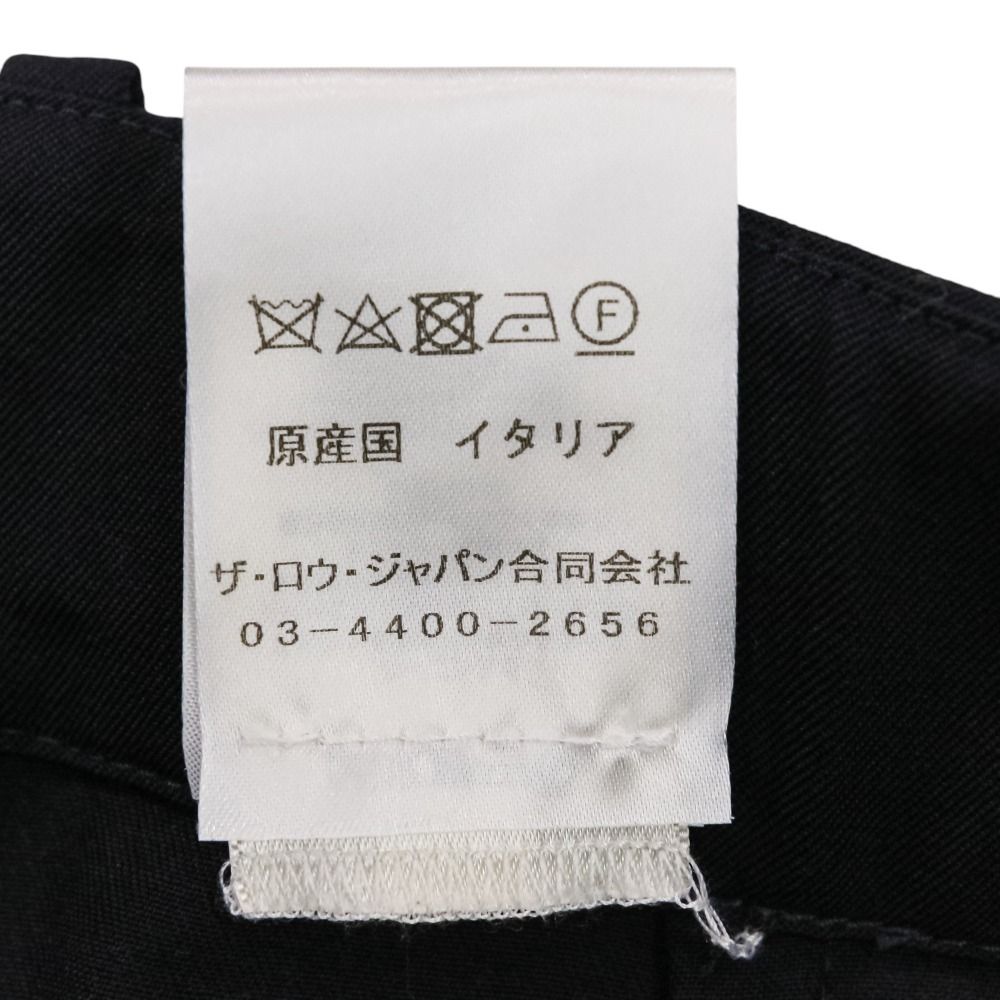 F
原産国 イタリア
ザ・ロウ・ジャパン合同会社
03-4400-2656